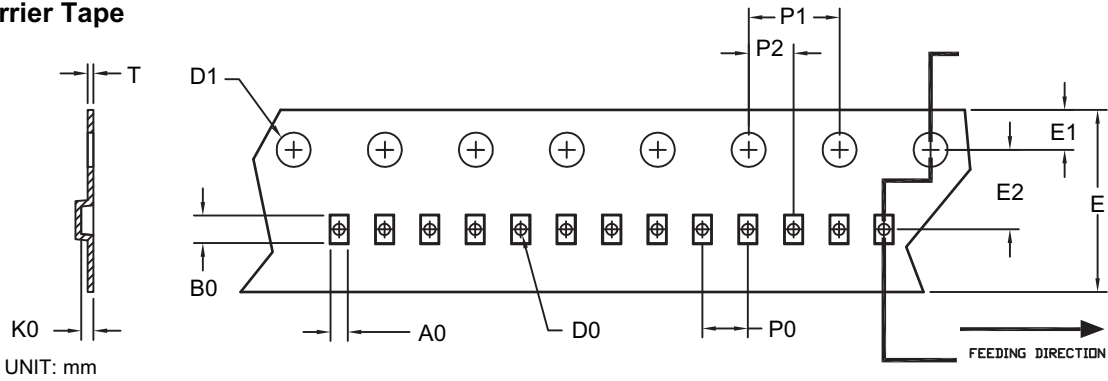 rrier Tape
P1
P2
T
D1
E1
E2
E
B0
K0
A0
D0
P0
FEEDING DIRECTION
UNIT: mm